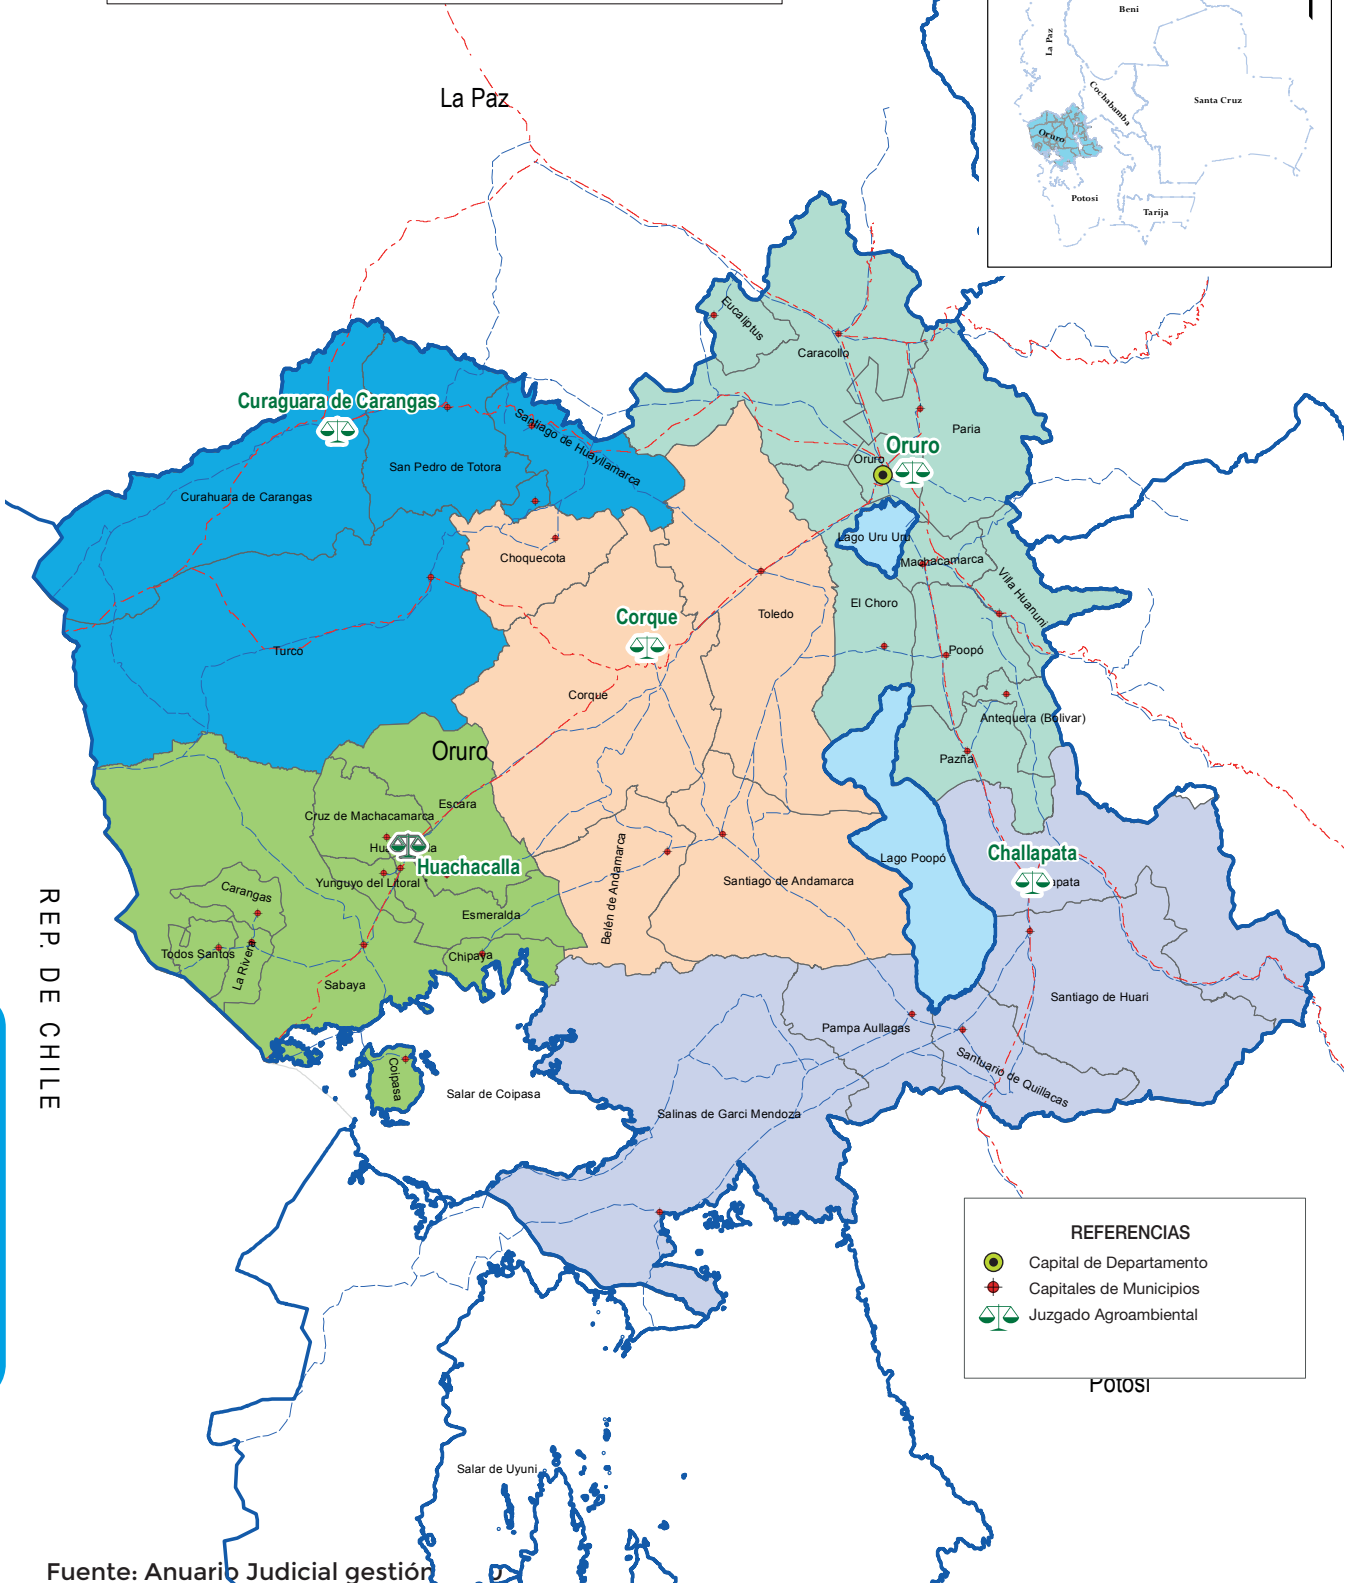 Beni
La Paz
Cochabamba
Santa Cruz
Oruro
Potosi
Tarija
La Paz
Eucaliptus
Caracollo
Curaguara de Carangas
Santiago de Huayllamarca
Paria
Oruro
Oruro
San Pedro de Totora
Curahuara de Carangas
Lago Uru Uru
Choquecota
Machacamarca
Villa Huanuni
El Choro
Corque
Toledo
Turco
Poopó
Corque
Antequera (Bolivar)
Oruro
Pazña
Escara
Cruz de Machacamarca
Huachacalla
Challapata
Lago Poopó
Yunguyo del Litoral
Belén de Andamarca
Santiago de Andamarca
Carangas
Esmeralda
Todos Santos
La Rivera
Chipaya
Sabaya
Santiago de Huari
Pampa Aullagas
Santuario de Quillacas
REP. DE CHILE
Coipasa
Salar de Coipasa
Salinas de Garci Mendoza
REFERENCIAS
Capital de Departamento
Capitales de Municipios
Juzgado Agroambiental
Potosí
Salar de Uyuni
Fuente: Anuario Judicial gestión